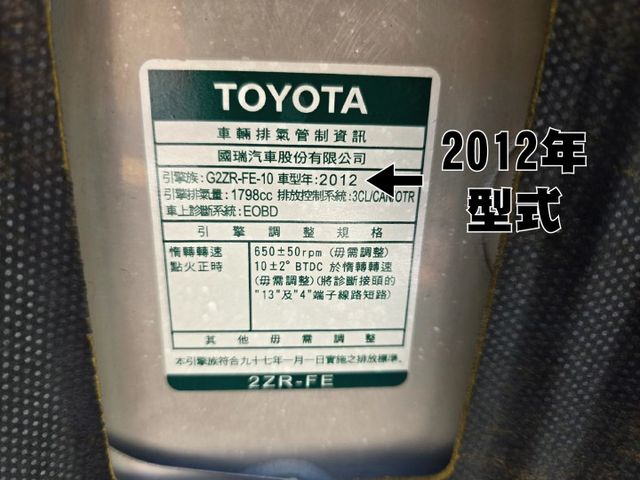 TOYOTA
車輛排氣管制資訊
國瑞汽車股份有限公司
引擎族:G2ZR-FE-10 車型年:2012
引擎排氣量:1798cc 排放控制系統:3CL/CAN/OTR
車上診斷系統:EOBD
引擎調整規格
惰轉轉速 650±50rpm (毋需調整)
點火正時 10±2° BTDC 於惰轉轉速
(毋需調整)(將診斷接頭的
"13"及"4"端子線路短路)
其他毋需調整
本引擎族符合九十七年一月一日實施之排放標準。
2ZR-FE
2012年
型式